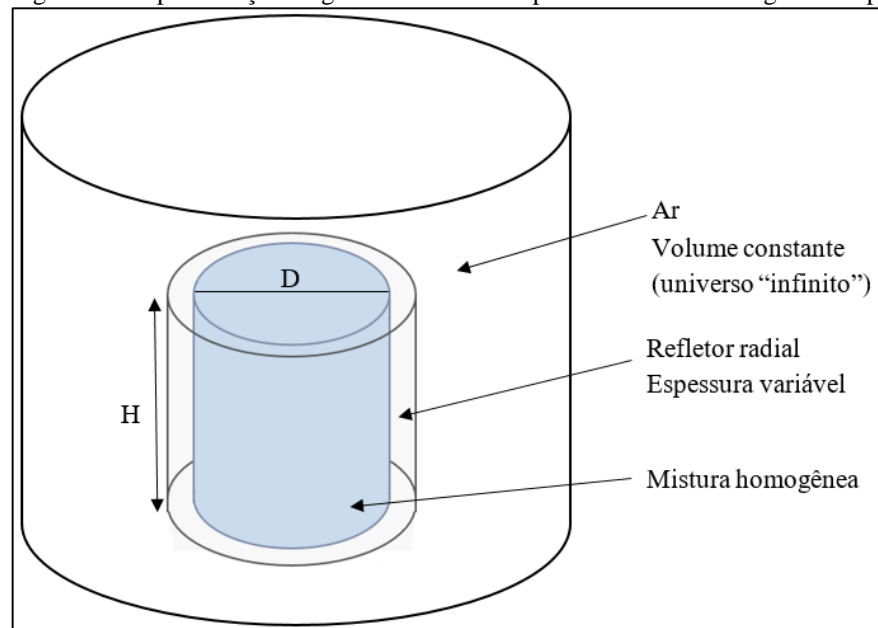 Ar
Volume constante
(universo “infinito”)
D
Refletor radial
Espessura variável
H
Mistura homogênea